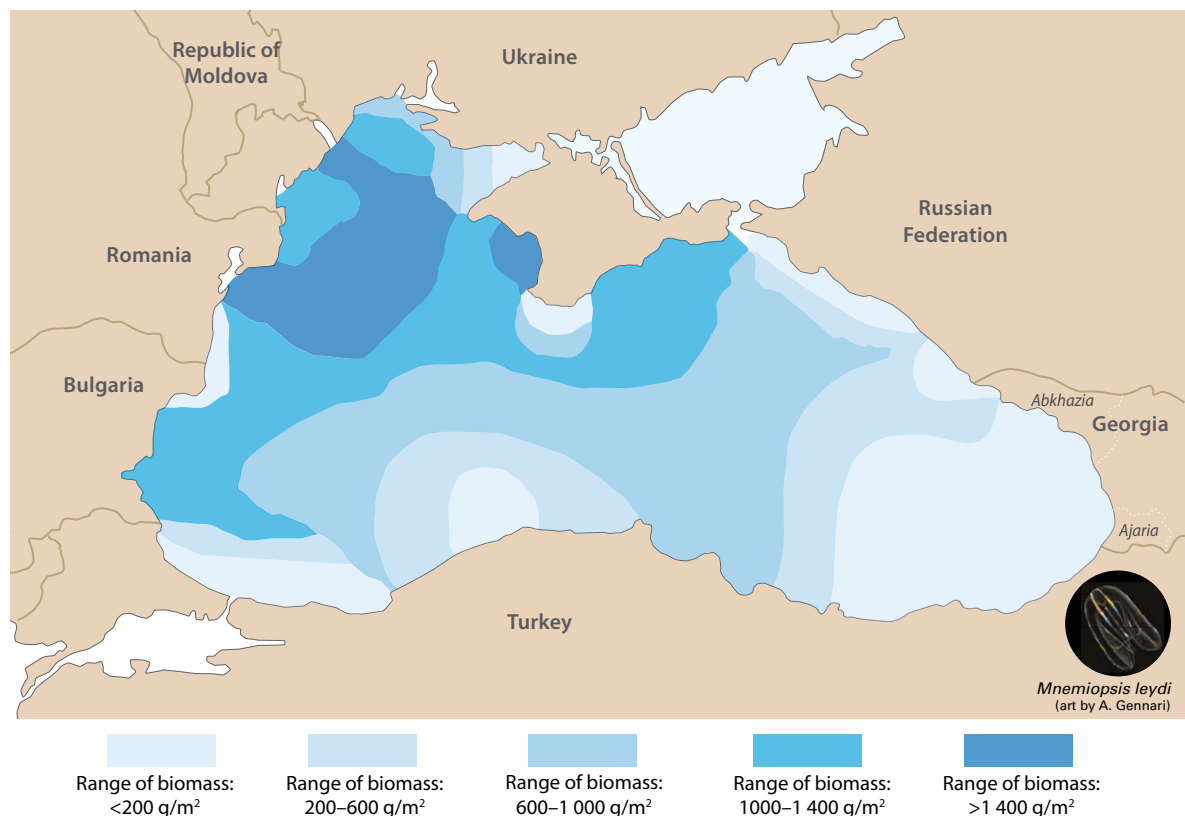 Republic of
Moldova
Ukraine
Russian
Federation
Romania
Bulgaria
Abkhazia
Georgia
Ajaria
Turkey
Mnemiopsis leydi
(art by A. Gennari)
Range of biomass:
<200 g/m²
Range of biomass:
200–600 g/m²
Range of biomass:
600–1 000 g/m²
Range of biomass:
1000–1 400 g/m²
Range of biomass:
>1 400 g/m²